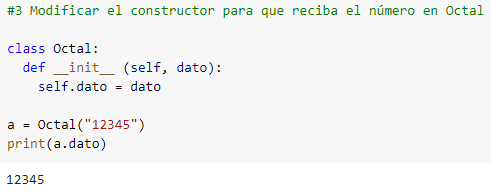 #3 Modificar el constructor para que reciba el número en Octal
class Octal:
  def __init__ (self, dato):
    self.dato = dato
a = Octal("12345")
print(a.dato)
12345